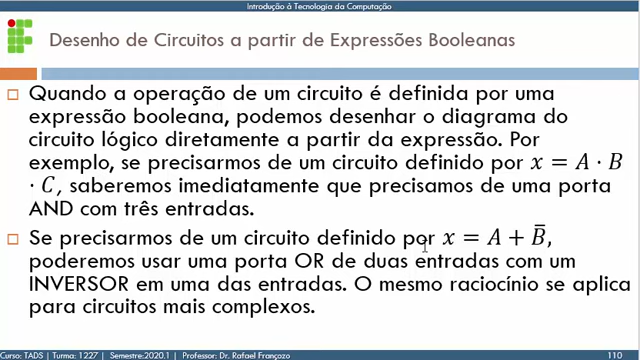 Introdução à Tecnologia da Computação
Desenho de Circuitos a partir de Expressões Booleanas
Quando a operação de um circuito é definida por uma
expressão booleana, podemos desenhar o diagrama do
circuito lógico diretamente a partir da expressão. Por
exemplo, se precisarmos de um circuito definido por x = A · B
· C, saberemos imediatamente que precisamos de uma porta
AND com três entradas.
Se precisarmos de um circuito definido por x = A + B̅,
poderemos usar uma porta OR de duas entradas com um
INVERSOR em uma das entradas. O mesmo raciocínio se aplica
para circuitos mais complexos.
Curso: TADS | Turma: 1227 | Semestre:2020.1 | Professor: Dr. Rafael Françozo 110